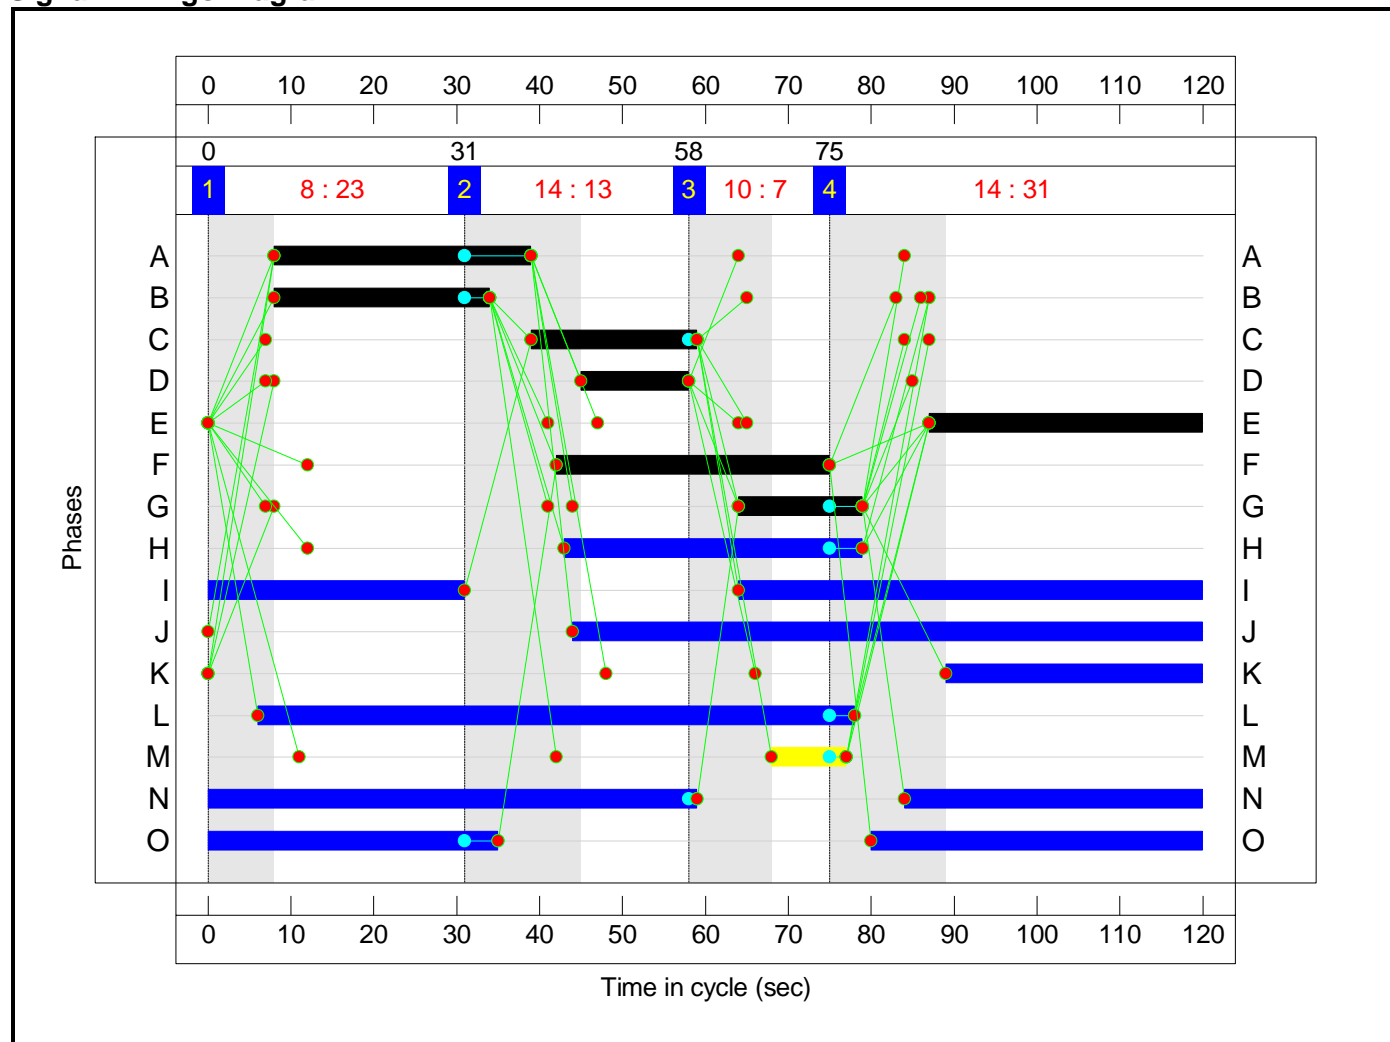 0 10 20 30 40 50 60 70 80 90 100 110 120
0 31 58 75
1 8 : 23 2 14 : 13 3 10 : 7 4 14 : 31
A A
B B
C C
D D
E E
F F
G G
H H
I I
J J
K K
L L
M M
N N
O O
Phases
0 10 20 30 40 50 60 70 80 90 100 110 120
Time in cycle (sec)